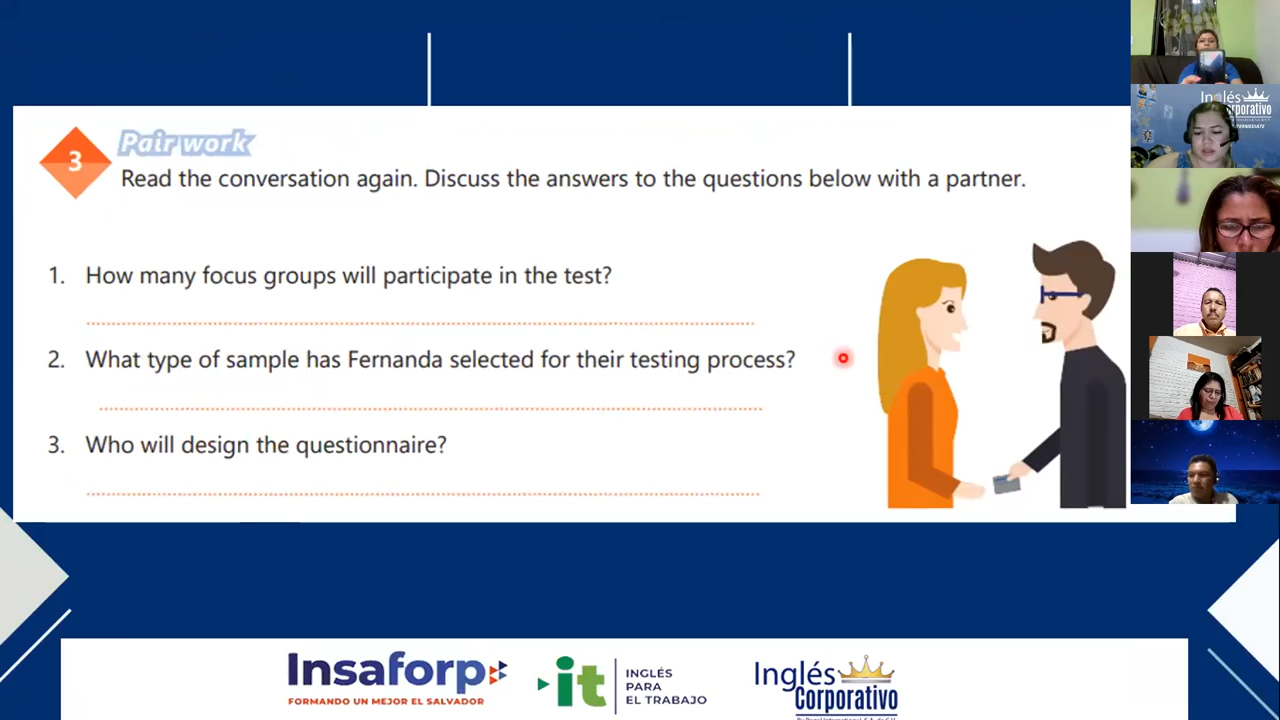 3
Pair work
Read the conversation again. Discuss the answers to the questions below with a partner.
1. How many focus groups will participate in the test?
2. What type of sample has Fernanda selected for their testing process?
3. Who will design the questionnaire?
Insaforp
FORMANDO UN MEJOR EL SALVADOR
it
INGLÉS
PARA
EL TRABAJO
Inglés
Corporativo
Inglés